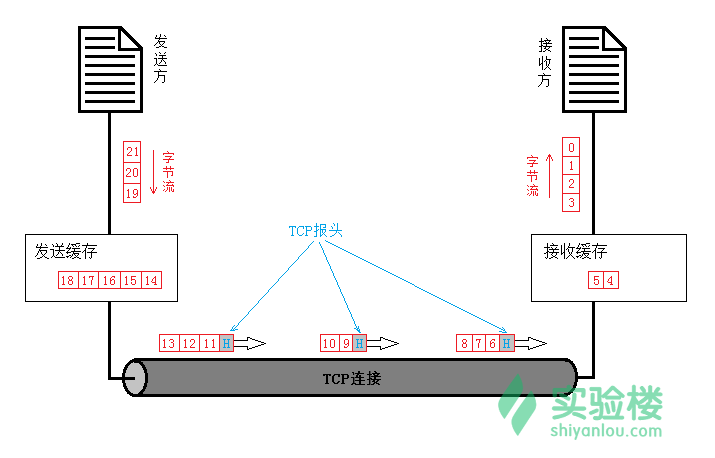 发送方
接收方
21
20
19
字节流
0
1
2
3
字节流
TCP报头
发送缓存
18 17 16 15 14
接收缓存
5 4
13 12 11 H
10 9 H
8 7 6 H
TCP连接
实验楼
shiyanlou.com